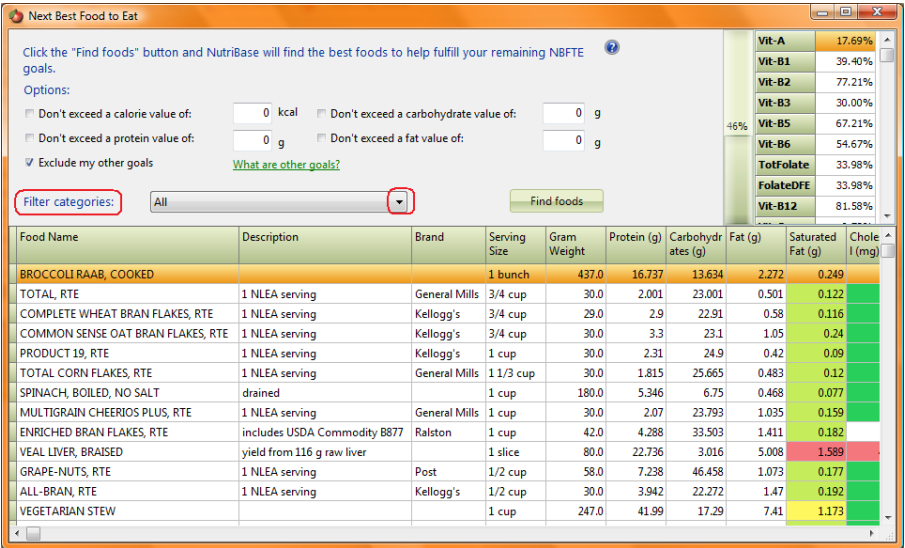 Next Best Food to Eat
Click the "Find foods" button and NutriBase will find the best foods to help fulfill your remaining NBFTE
goals.
Options:
Don't exceed a calorie value of: 0 kcal Don't exceed a carbohydrate value of: 0 g
Don't exceed a protein value of: 0 g Don't exceed a fat value of: 0 g
Exclude my other goals What are other goals?
Filter categories: All Find foods
46%
Vit-A 17.69%
Vit-B1 39.40%
Vit-B2 77.21%
Vit-B3 30.00%
Vit-B5 67.21%
Vit-B6 54.67%
TotFolate 33.98%
FolateDFE 33.98%
Vit-B12 81.58%
Food Name Description Brand Serving Gram Protein (g) Carbohydr Fat (g) Saturated Chole
Size Weight ates (g) Fat (g) l (mg)
BROCCOLI RAAB, COOKED 1 bunch 437.0 16.737 13.634 2.272 0.249
TOTAL, RTE 1 NLEA serving General Mills 3/4 cup 30.0 2.001 23.001 0.501 0.122
COMPLETE WHEAT BRAN FLAKES, RTE 1 NLEA serving Kellogg's 3/4 cup 29.0 2.9 22.91 0.58 0.116
COMMON SENSE OAT BRAN FLAKES, RTE 1 NLEA serving Kellogg's 3/4 cup 30.0 3.3 23.1 1.05 0.24
PRODUCT 19, RTE 1 NLEA serving Kellogg's 1 cup 30.0 2.31 24.9 0.42 0.09
TOTAL CORN FLAKES, RTE 1 NLEA serving General Mills 1 1/3 cup 30.0 1.815 25.665 0.483 0.12
SPINACH, BOILED, NO SALT drained 1 cup 180.0 5.346 6.75 0.468 0.077
MULTIGRAIN CHEERIOS PLUS, RTE 1 NLEA serving General Mills 1 cup 30.0 2.07 23.793 1.035 0.159
ENRICHED BRAN FLAKES, RTE includes USDA Commodity B877 Ralston 1 cup 42.0 4.288 33.503 1.411 0.182
VEAL LIVER, BRAISED yield from 116 g raw liver 1 slice 80.0 22.736 3.016 5.008 1.589
GRAPE-NUTS, RTE 1 NLEA serving Post 1/2 cup 58.0 7.238 46.458 1.073 0.177
ALL-BRAN, RTE 1 NLEA serving Kellogg's 1/2 cup 30.0 3.942 22.272 1.47 0.192
VEGETARIAN STEW 1 cup 247.0 41.99 17.29 7.41 1.173